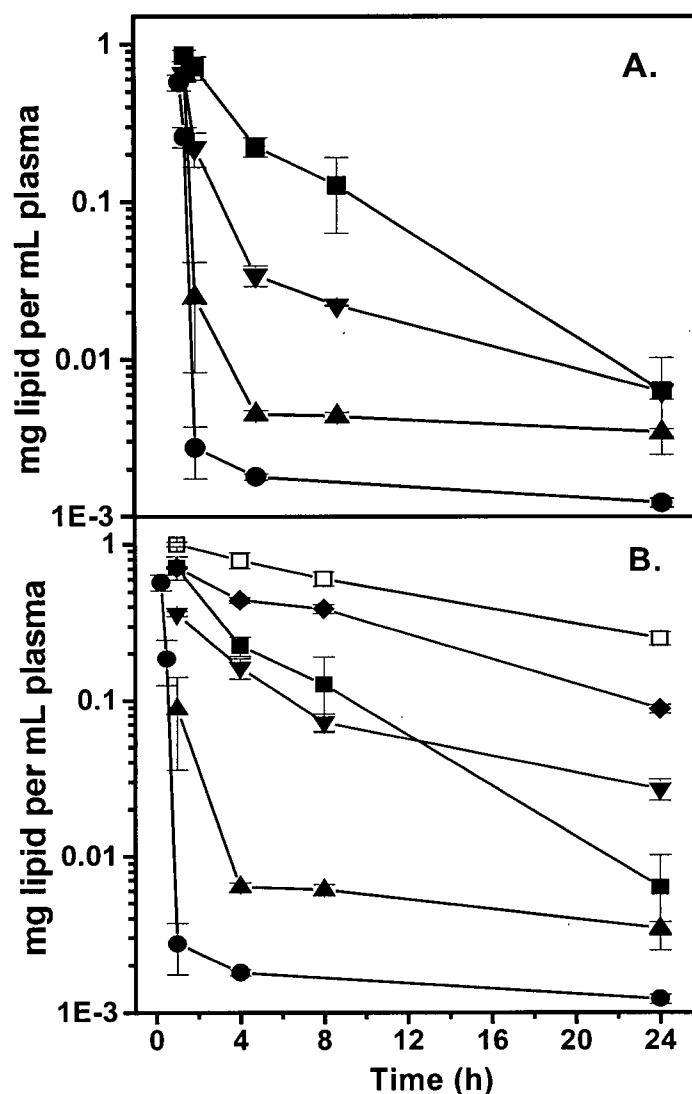 A.
1
0.1
0.01
1E-3
mg lipid per mL plasma
B.
1
0.1
0.01
1E-3
mg lipid per mL plasma
0 4 8 12 16 20 24
Time (h)